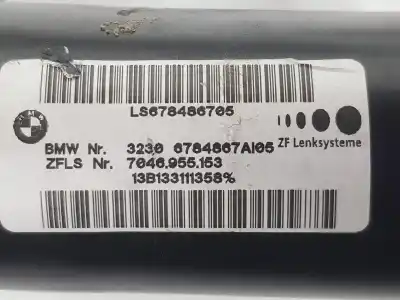 LS678486705
BMW Nr. 3230 6784867AI05
ZFLS Nr. 7046.955.153
ZF Lenksysteme
13B133111358%